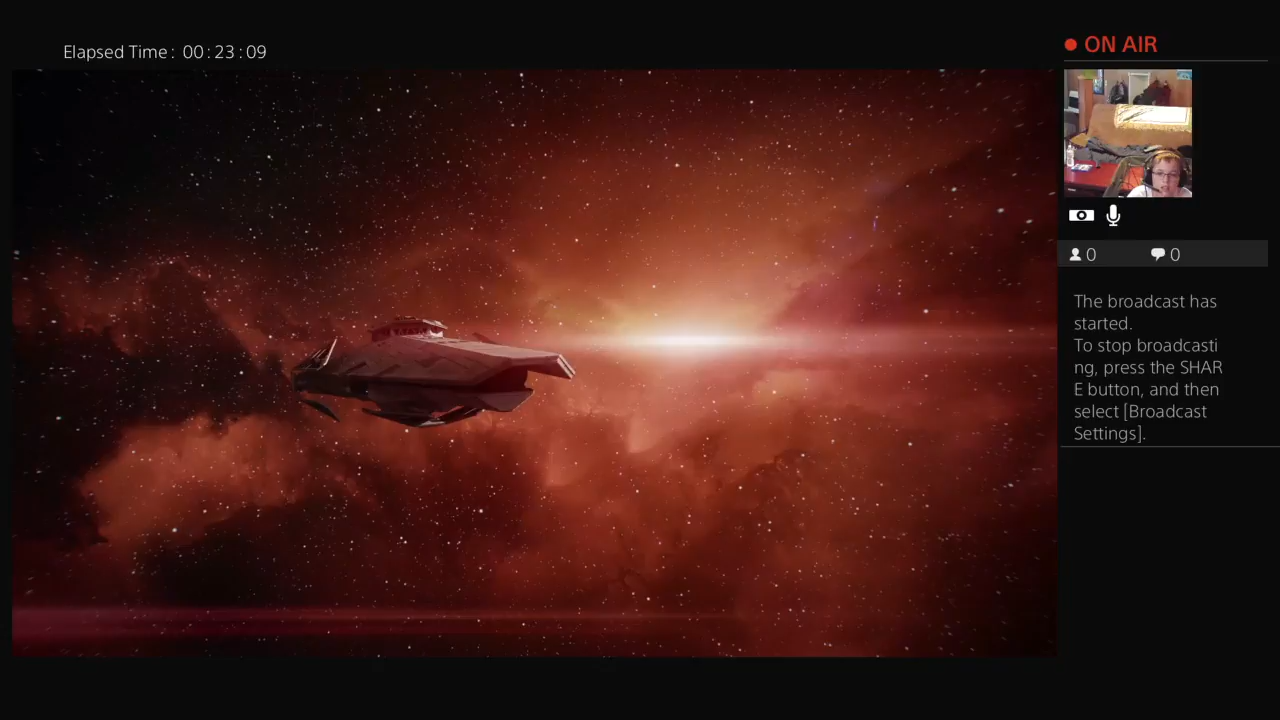 Elapsed Time: 00:23:09
ON AIR
0 0
The broadcast has
started.
To stop broadcasti
ng, press the SHAR
E button, and then
select [Broadcast
Settings].